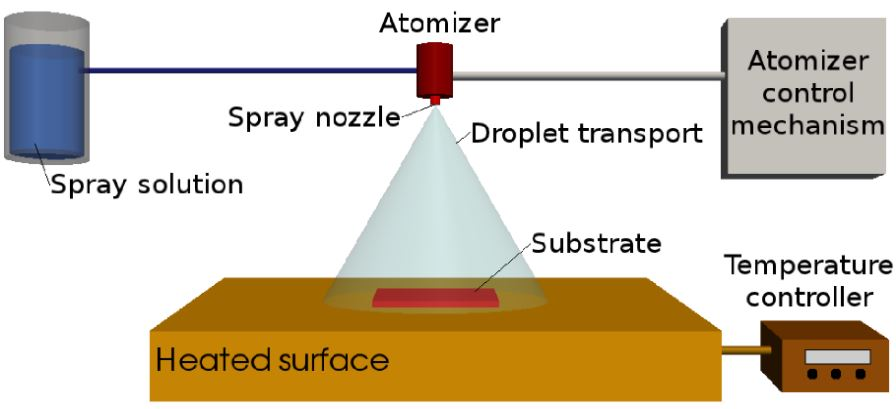 Atomizer
Atomizer
control
mechanism
Spray nozzle
Droplet transport
Spray solution
Substrate
Temperature
controller
Heated surface